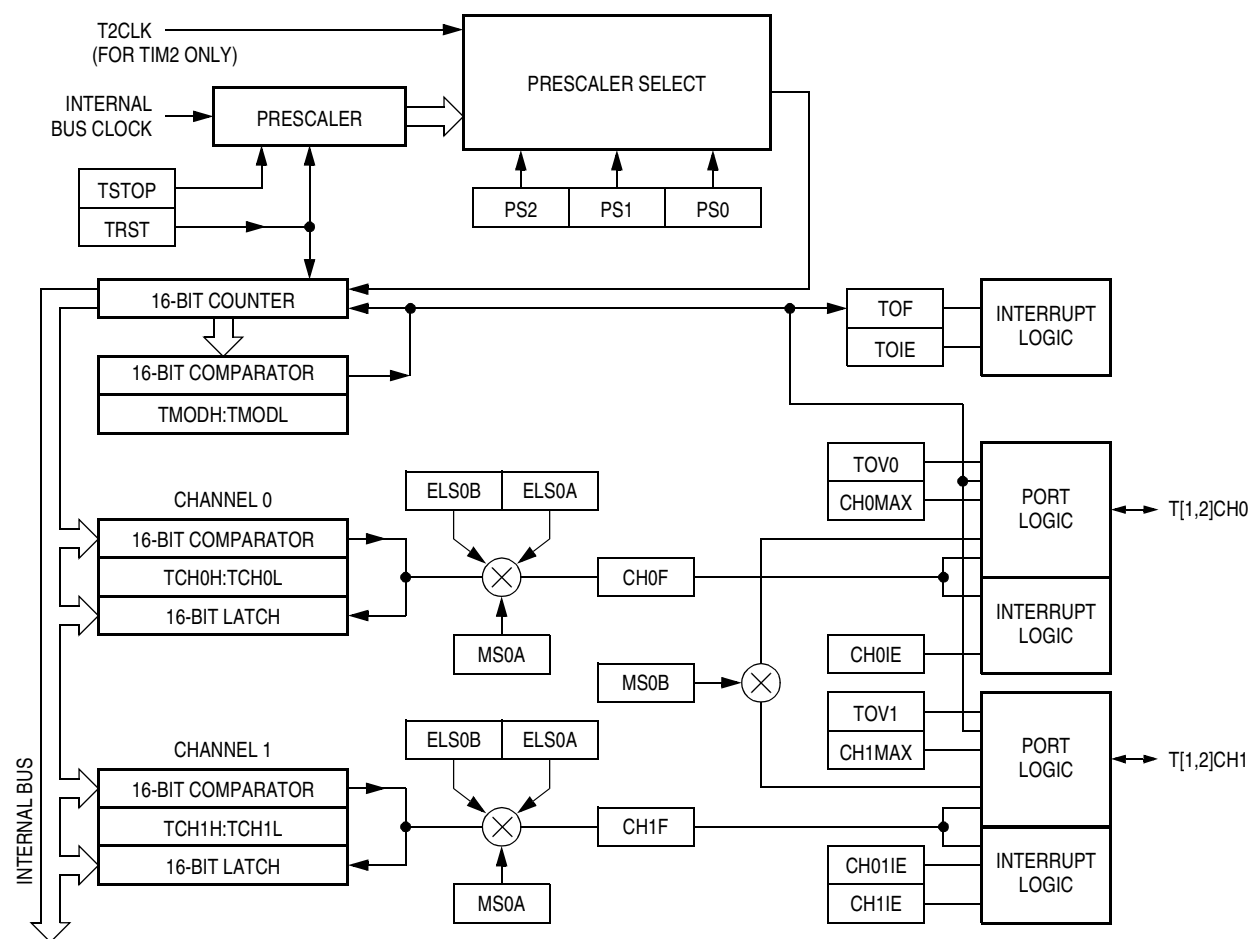 T2CLK
(FOR TIM2 ONLY)
PRESCALER SELECT
INTERNAL
BUS CLOCK
PRESCALER
TSTOP
TRST
PS2
PS1
PS0
16-BIT COUNTER
TOF
TOIE
INTERRUPT
LOGIC
16-BIT COMPARATOR
TMODH:TMODL
CHANNEL 0
ELS0B
ELS0A
TOV0
CH0MAX
PORT
LOGIC
T[1,2]CH0
16-BIT COMPARATOR
TCH0H:TCH0L
16-BIT LATCH
CH0F
MS0A
INTERRUPT
LOGIC
CH0IE
MS0B
CHANNEL 1
ELS0B
ELS0A
TOV1
CH1MAX
PORT
LOGIC
T[1,2]CH1
16-BIT COMPARATOR
TCH1H:TCH1L
16-BIT LATCH
CH1F
MS0A
CH01IE
CH1IE
INTERRUPT
LOGIC
INTERNAL BUS